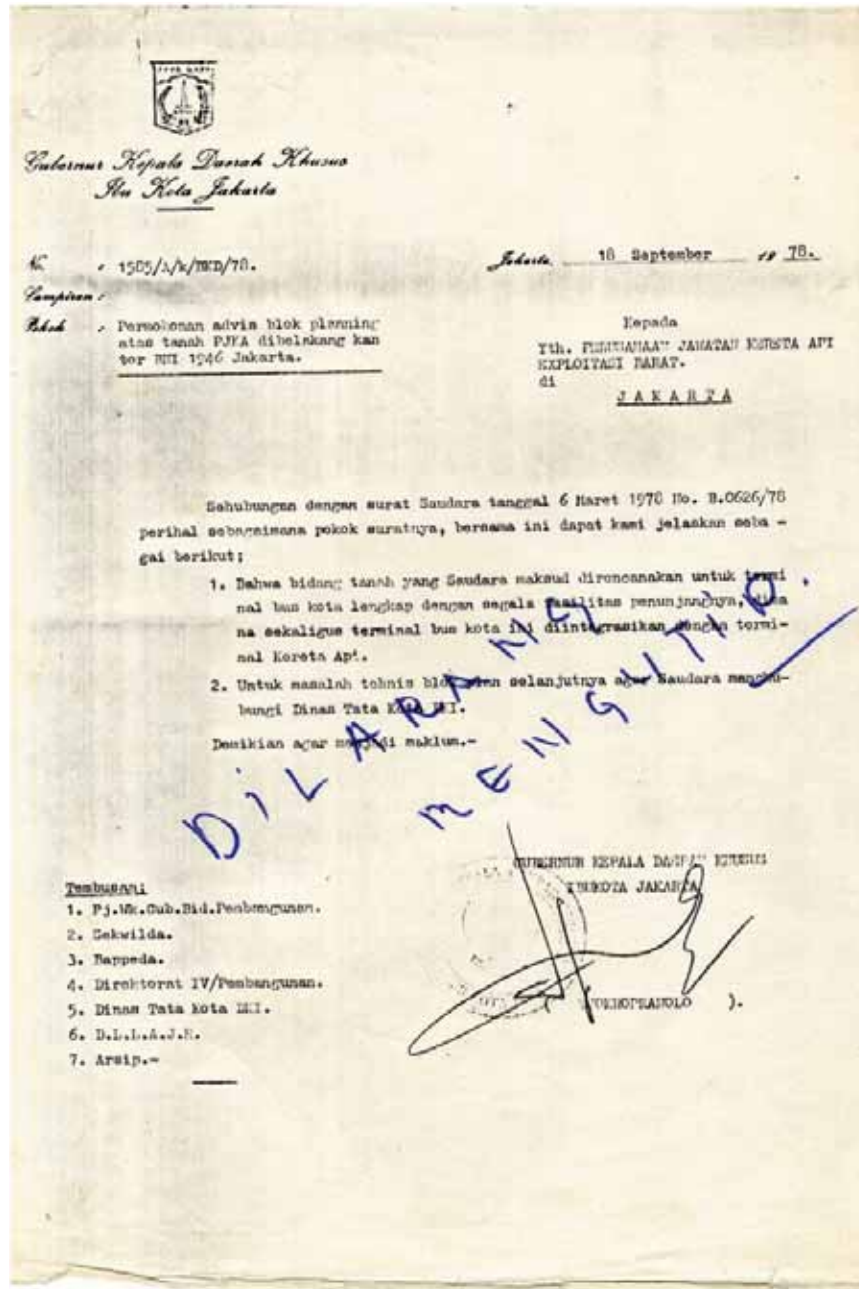 JAYA RAYA
Gubernur Kepala Daerah Khusus
Ibu Kota Jakarta
No. : 1505/A/k/BKD/78.
Jakarta, 18 September 19 78.
Lampiran :
Pokok : Permohonan advis blok planning
atas tanah PJKA dibelakang kan
tor BNI 1946 Jakarta.
Kepada
Yth. PERUSAHAAN JAWATAN KERETA API
EXPLOITASI BARAT.
di
JAKARTA
Sehubungan dengan surat Saudara tanggal 6 Maret 1978 No. B.0626/78
perihal sebagaimana pokok suratnya, bersama ini dapat kami jelaskan seba -
gai berikut;
1. Bahwa bidang tanah yang Saudara maksud direncanakan untuk termi
nal bus kota lengkap dengan segala fasilitas penunjangnya, dima
na sekaligus terminal bus kota ini diintegrasikan dengan termi-
nal Kereta Api.
2. Untuk masalah tehnis blok plan selanjutnya agar Saudara menghu-
bungi Dinas Tata Kota DKI.
Demikian agar menjadi maklum.-
DILARANG
MENGUTIP.
GUBERNUR KEPALA DAERAH KHUSUS
IBUKOTA JAKARTA
( TJOKROPRANOLO ).
Tembusan:
1. Pj.Wk.Gub.Bid.Pembangunan.
2. Sekwilda.
3. Bappeda.
4. Direktorat IV/Pembangunan.
5. Dinas Tata Kota DKI.
6. D.L.L.A.J.R.
7. Arsip.-